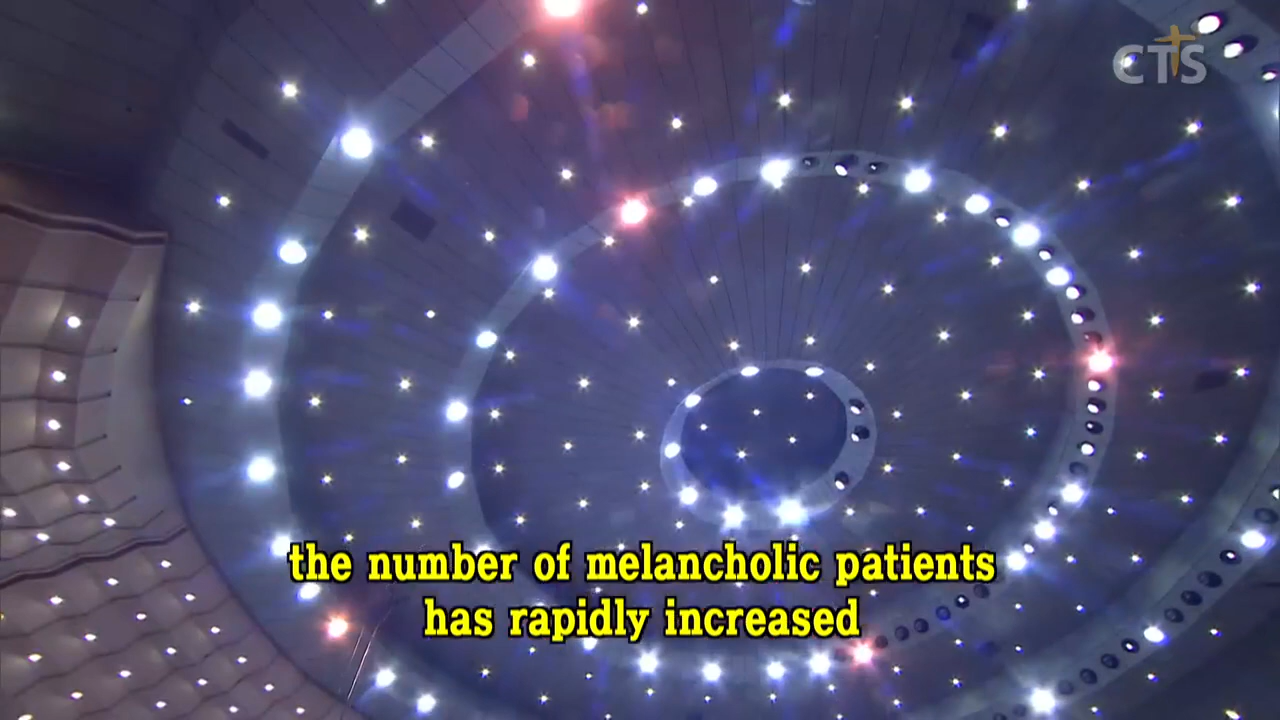 CTS
the number of melancholic patients
has rapidly increased